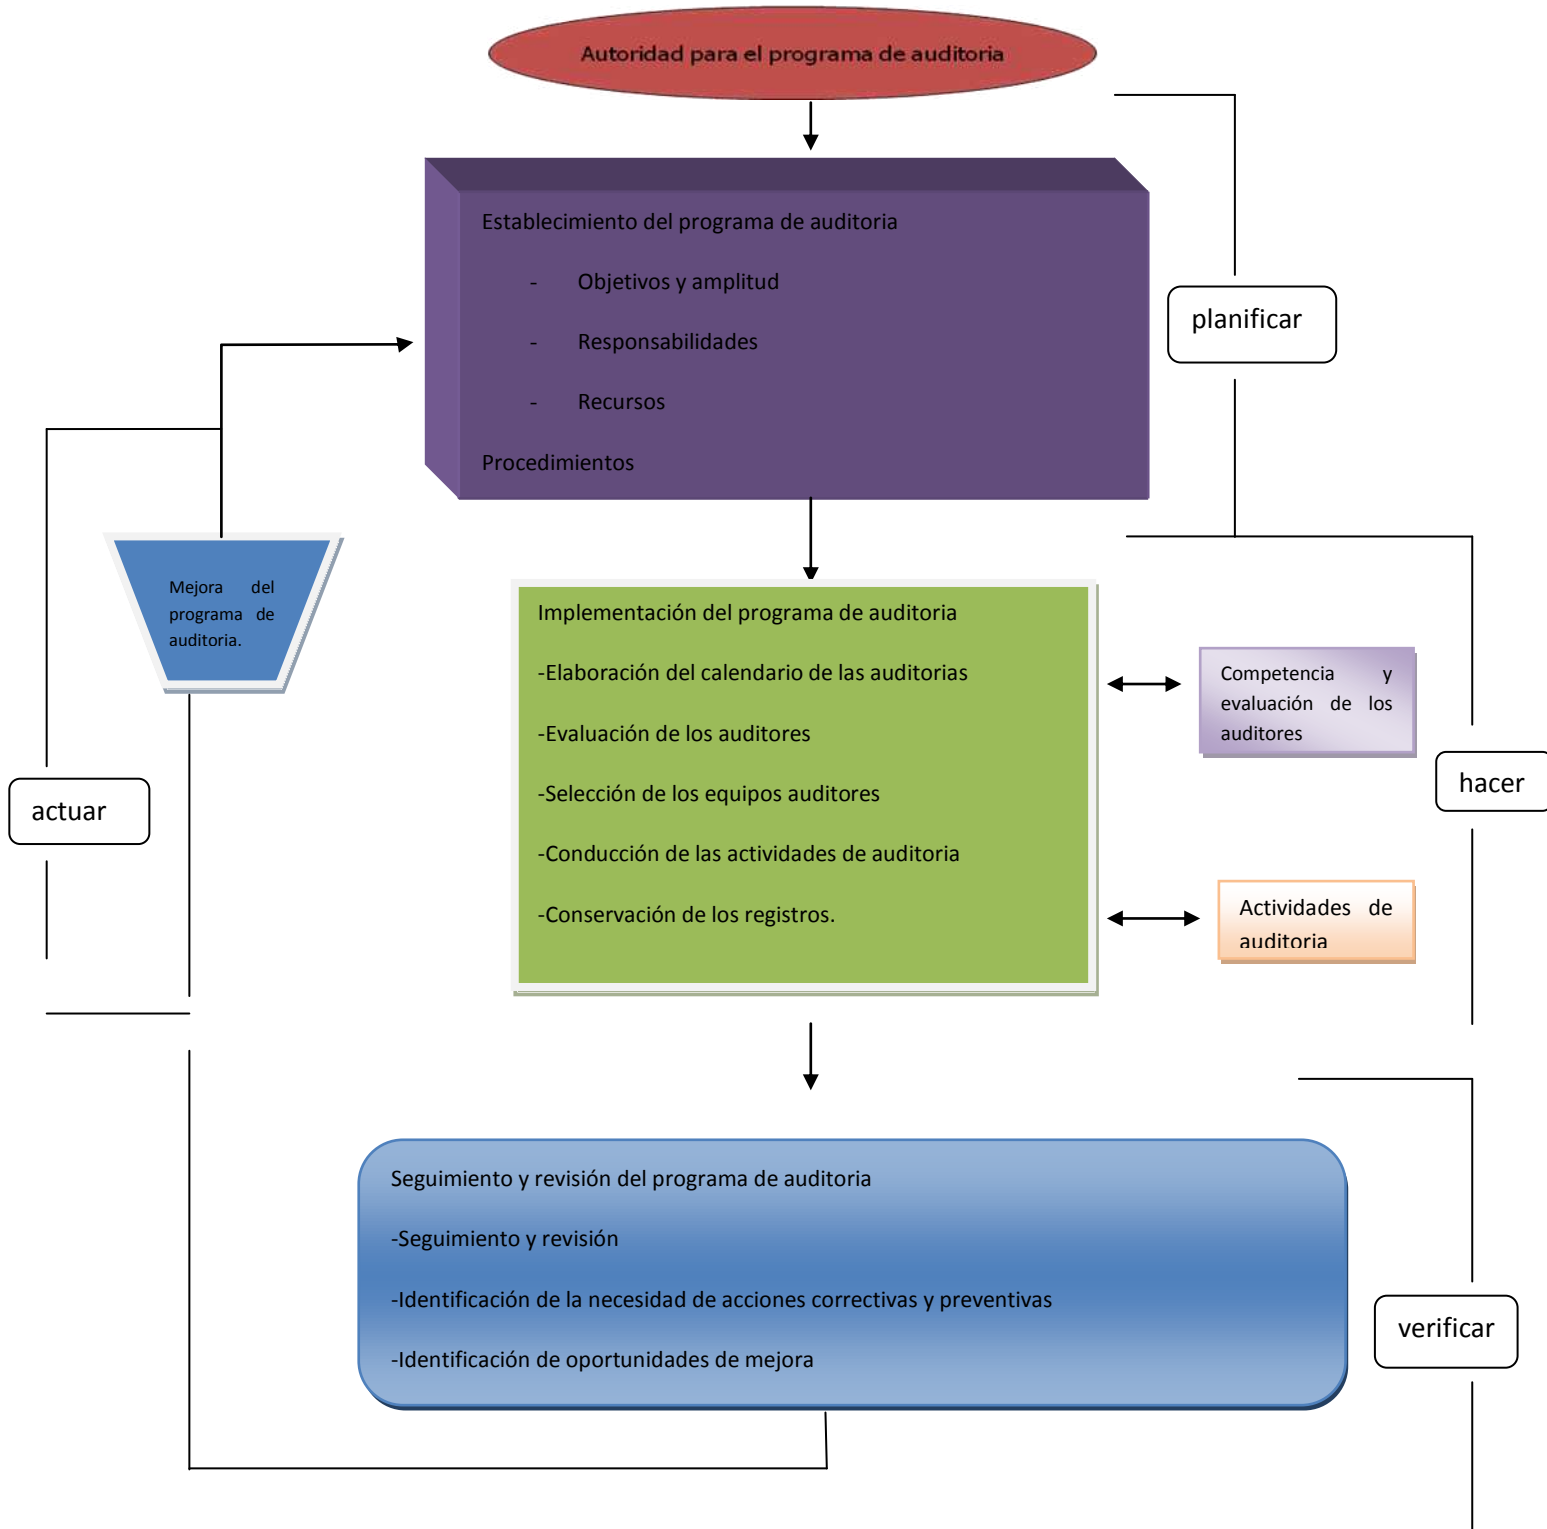 Autoridad para el programa de auditoria
Establecimiento del programa de auditoria
- Objetivos y amplitud
- Responsabilidades
- Recursos
Procedimientos
planificar
Mejora del
programa de
auditoria.
Implementación del programa de auditoria
-Elaboración del calendario de las auditorias
-Evaluación de los auditores
-Selección de los equipos auditores
-Conducción de las actividades de auditoria
-Conservación de los registros.
Competencia y
evaluación de los
auditores
hacer
actuar
Actividades de
auditoria
Seguimiento y revisión del programa de auditoria
-Seguimiento y revisión
-Identificación de la necesidad de acciones correctivas y preventivas
-Identificación de oportunidades de mejora
verificar